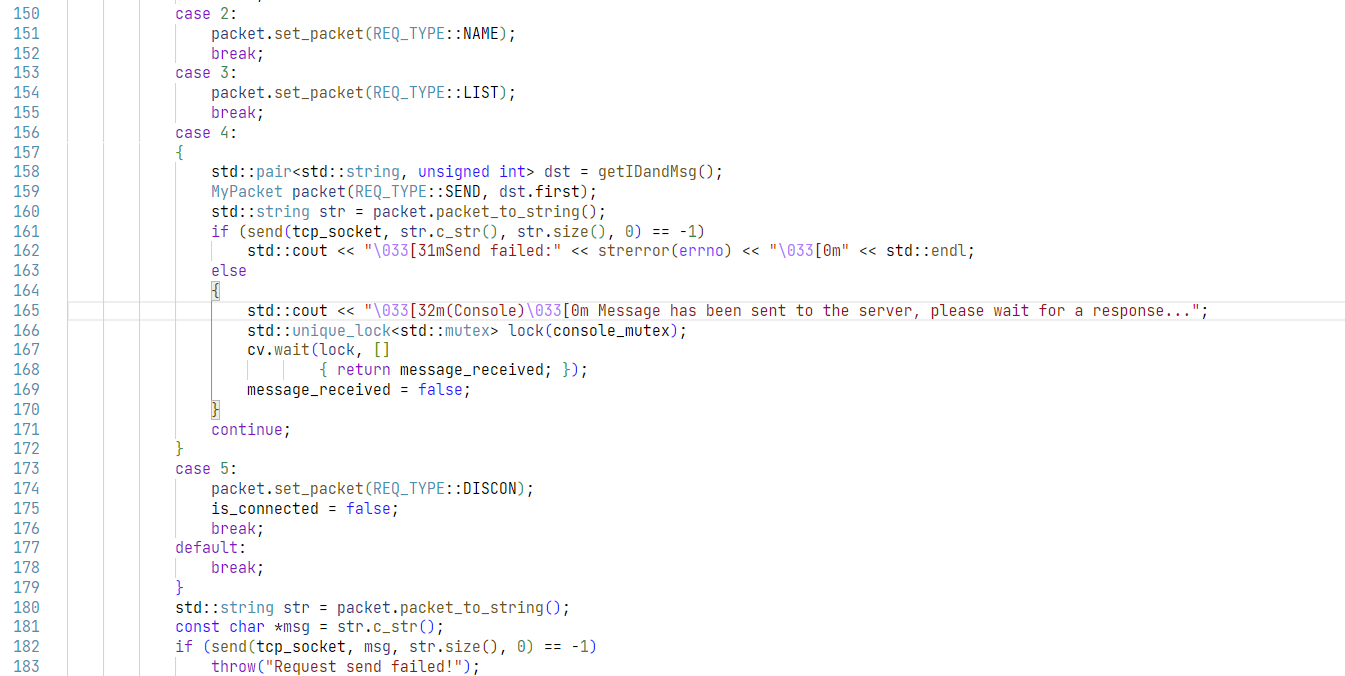 150 case 2:
151 packet.set_packet(REQ_TYPE::NAME);
152 break;
153 case 3:
154 packet.set_packet(REQ_TYPE::LIST);
155 break;
156 case 4:
157 {
158 std::pair<std::string, unsigned int> dst = getIDandMsg();
159 MyPacket packet(REQ_TYPE::SEND, dst.first);
160 std::string str = packet.packet_to_string();
161 if (send(tcp_socket, str.c_str(), str.size(), 0) == -1)
162 std::cout << "\033[31mSend failed:" << strerror(errno) << "\033[0m" << std::endl;
163 else
164 {
165 std::cout << "\033[32m(Console)\033[0m Message has been sent to the server, please wait for a response...";
166 std::unique_lock<std::mutex> lock(console_mutex);
167 cv.wait(lock, []
168 { return message_received; });
169 message_received = false;
170 }
171 continue;
172 }
173 case 5:
174 packet.set_packet(REQ_TYPE::DISCON);
175 is_connected = false;
176 break;
177 default:
178 break;
179 }
180 std::string str = packet.packet_to_string();
181 const char *msg = str.c_str();
182 if (send(tcp_socket, msg, str.size(), 0) == -1)
183 throw("Request send failed!");